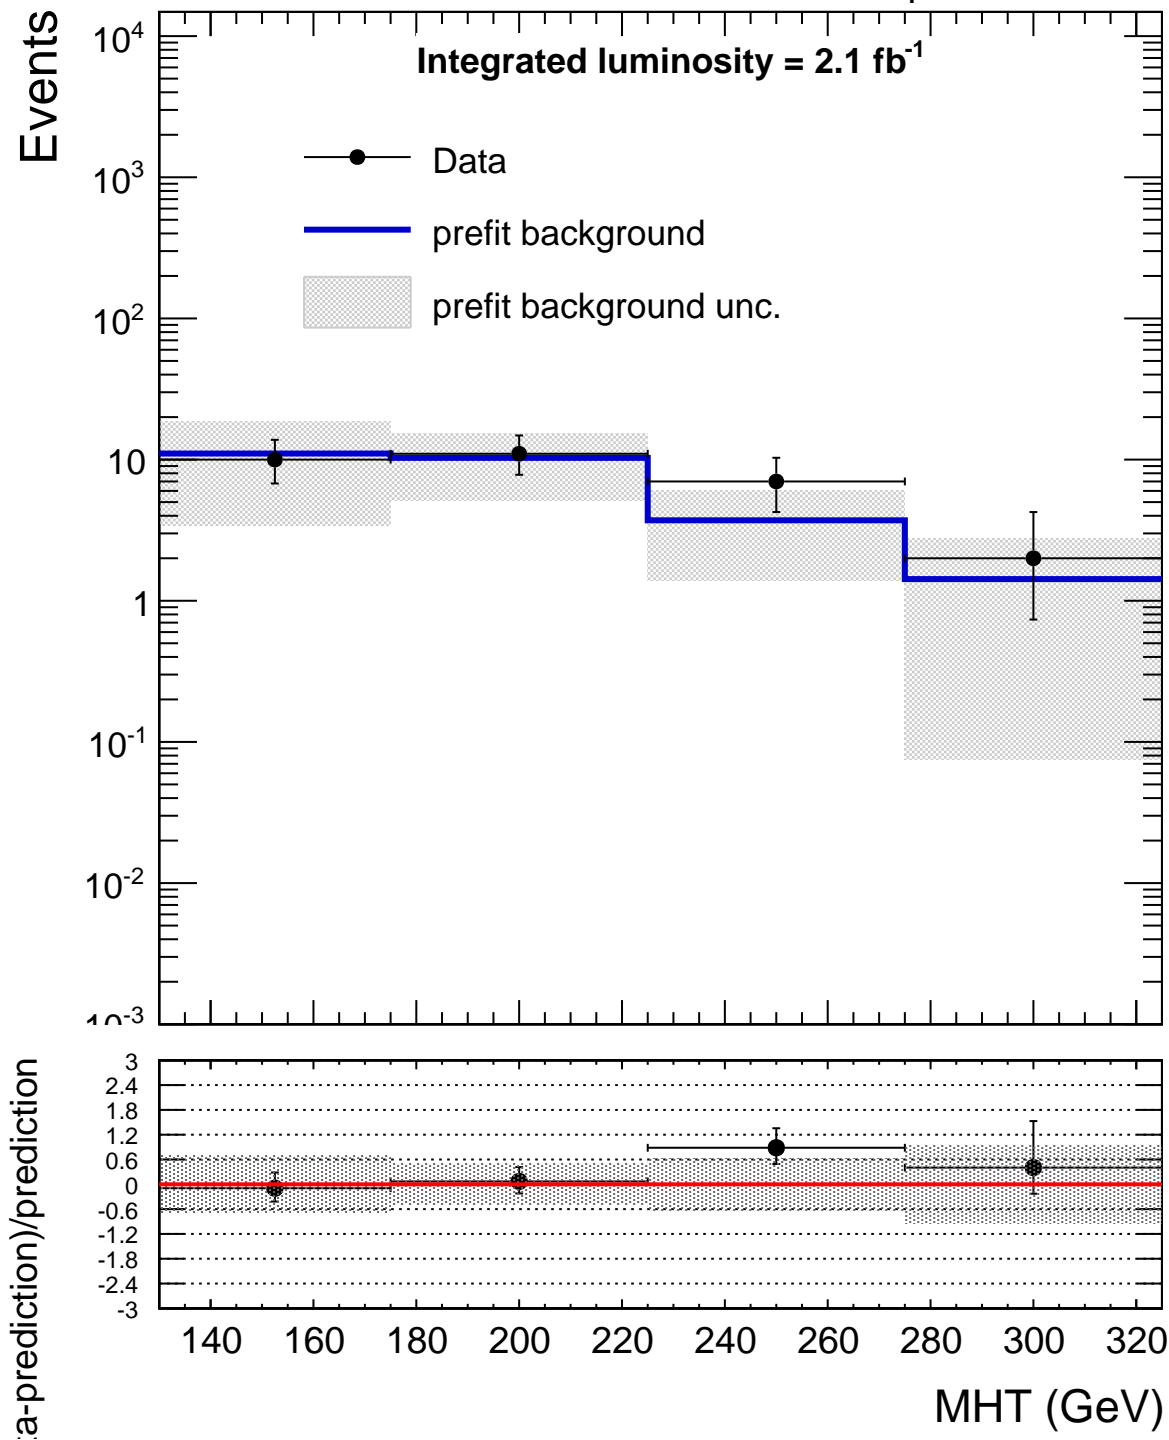 Events
10^4
10^3
10^2
10
1
10^-1
10^-2
10^-3
Integrated luminosity = 2.1 fb^-1
Data
prefit background
prefit background unc.
3
2.4
1.8
1.2
0.6
0
-0.6
-1.2
-1.8
-2.4
-3
ta-prediction)/prediction
140 160 180 200 220 240 260 280 300 320
MHT (GeV)